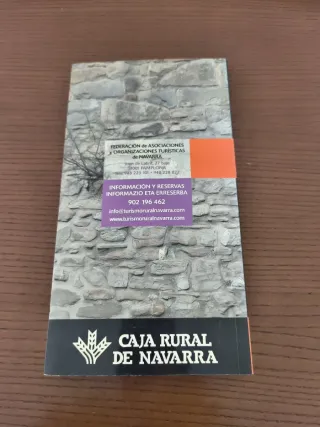 FEDERACIÓN de ASOCIACIONES
y ORGANIZACIONES TURÍSTICAS
de NAVARRA
PAMPLONA
INFORMACIÓN Y RESERVAS
INFORMAZIO ETA ERRESERBA
902 196 462
info@turismoruralnavarra.com
www.turismoruralnavarra.com
CAJA RURAL
DE NAVARRA